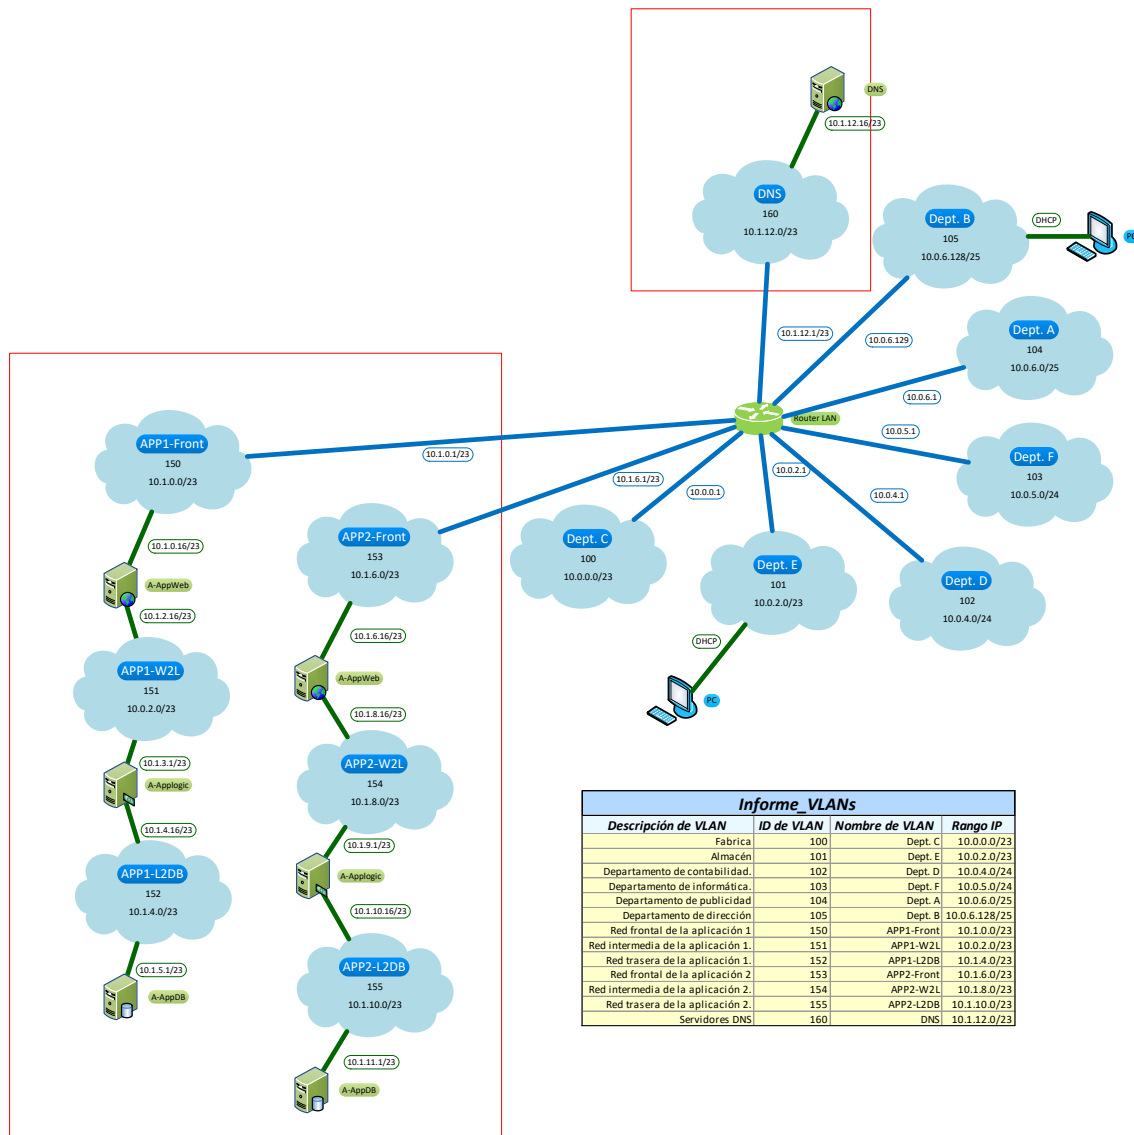 DNS
10.1.12.16/23
DNS
160
10.1.12.0/23
Dept. B
105
10.0.6.128/25
DHCP
PC
Dept. A
104
10.0.6.0/25
10.1.12.1/23
10.0.6.129
10.0.6.1
Router LAN
10.0.5.1
Dept. F
103
10.0.5.0/24
APP1-Front
150
10.1.0.0/23
10.1.0.1/23
10.1.6.1/23
10.0.0.1
10.0.2.1
10.0.4.1
APP2-Front
153
10.1.6.0/23
Dept. C
100
10.0.0.0/23
Dept. E
101
10.0.2.0/23
Dept. D
102
10.0.4.0/24
10.1.0.16/23
A-AppWeb
10.1.2.16/23
10.1.6.16/23
A-AppWeb
10.1.8.16/23
DHCP
PC
APP1-W2L
151
10.0.2.0/23
10.1.3.1/23
A-Applogic
10.1.4.16/23
APP2-W2L
154
10.1.8.0/23
10.1.9.1/23
A-Applogic
10.1.10.16/23
APP1-L2DB
152
10.1.4.0/23
10.1.5.1/23
A-AppDB
APP2-L2DB
155
10.1.10.0/23
10.1.11.1/23
A-AppDB
Informe_VLANs
Descripción de VLAN ID de VLAN Nombre de VLAN Rango IP
Fabrica 100 Dept. C 10.0.0.0/23
Almacén 101 Dept. E 10.0.2.0/23
Departamento de contabilidad. 102 Dept. D 10.0.4.0/24
Departamento de informática. 103 Dept. F 10.0.5.0/24
Departamento de publicidad 104 Dept. A 10.0.6.0/25
Departamento de dirección 105 Dept. B 10.0.6.128/25
Red frontal de la aplicación 1 150 APP1-Front 10.1.0.0/23
Red intermedia de la aplicación 1. 151 APP1-W2L 10.0.2.0/23
Red trasera de la aplicación 1. 152 APP1-L2DB 10.1.4.0/23
Red frontal de la aplicación 2 153 APP2-Front 10.1.6.0/23
Red intermedia de la aplicación 2. 154 APP2-W2L 10.1.8.0/23
Red trasera de la aplicación 2. 155 APP2-L2DB 10.1.10.0/23
Servidores DNS 160 DNS 10.1.12.0/23